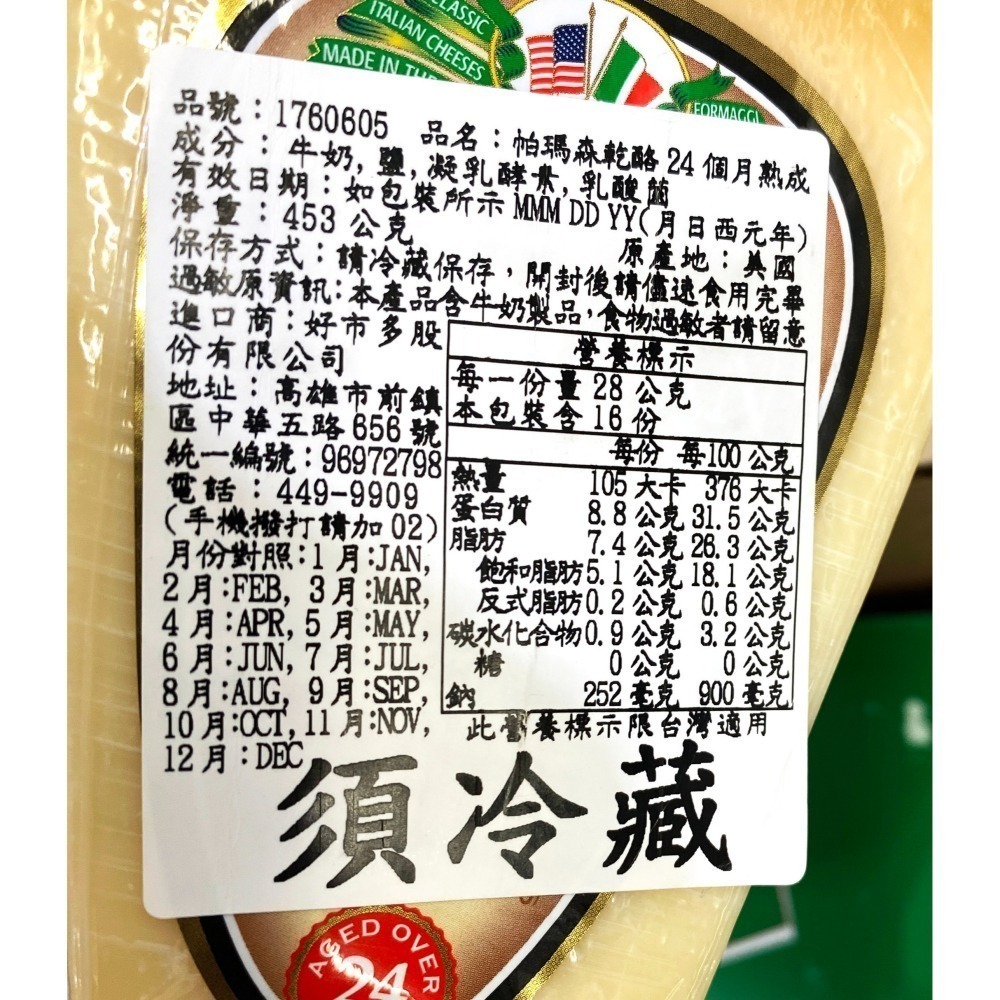 CLASSIC
ITALIAN CHEESES
MADE IN THE
FORMAGGI
品號：1760605 品名：帕瑪森乾酪 24 個月熟成
成分：牛奶, 鹽, 凝乳酵素, 乳酸菌
有效日期：如包裝所示 MMM DD YY(月日西元年)
淨重：453 公克 原產地：美國
保存方式：請冷藏保存，開封後請儘速食用完畢
過敏原資訊：本產品含牛奶製品，食物過敏者請留意
進口商：好市多股
份有限公司
地址：高雄市前鎮
區中華五路 656 號
統一編號：96972798
電話：449-9909
(手機撥打請加 02)
月份對照：1 月：JAN,
2 月：FEB, 3 月：MAR,
4 月：APR, 5 月：MAY,
6 月：JUN, 7 月：JUL,
8 月：AUG, 9 月：SEP,
10 月：OCT, 11 月：NOV,
12 月：DEC
營養標示
每一份量 28 公克
本包裝含 16 份
每份 每100 公克
熱量 105 大卡 376 大卡
蛋白質 8.8 公克 31.5 公克
脂肪 7.4 公克 26.3 公克
飽和脂肪 5.1 公克 18.1 公克
反式脂肪 0.2 公克 0.6 公克
碳水化合物 0.9 公克 3.2 公克
糖 0 公克 0 公克
鈉 252 毫克 900 毫克
此營養標示限台灣適用
須冷藏
AGED OVER
24